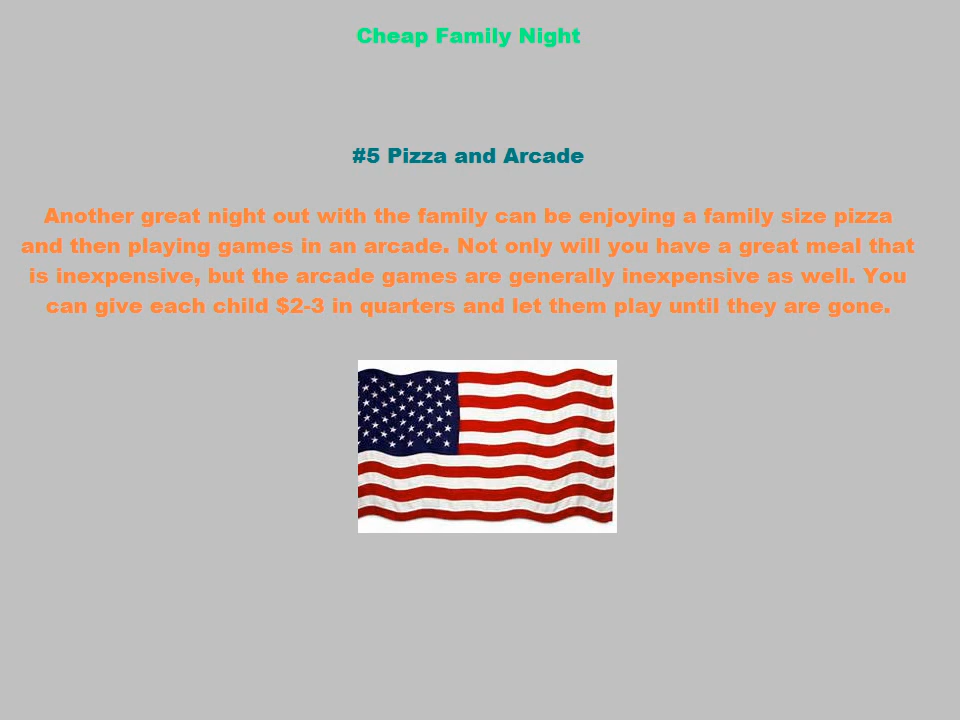 Cheap Family Night
#5 Pizza and Arcade
Another great night out with the family can be enjoying a family size pizza
and then playing games in an arcade. Not only will you have a great meal that
is inexpensive, but the arcade games are generally inexpensive as well. You
can give each child $2-3 in quarters and let them play until they are gone.